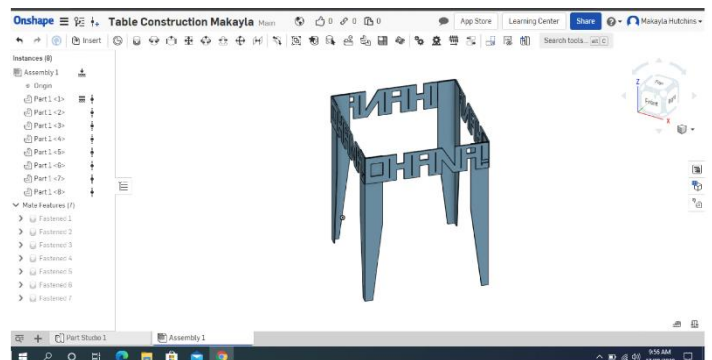 Onshape Table Construction Makayla Main 0 0 0 App Store Learning Center Share Makayla Hutchins
Insert Search tools... alt C
Instances (8)
Assembly 1
Origin
Part 1 <1>
Part 1 <2>
Part 1 <3>
Part 1 <4>
Part 1 <5>
Part 1 <6>
Part 1 <7>
Part 1 <8>
Mate Features (7)
Fastened 1
Fastened 2
Fastened 3
Fastened 4
Fastened 5
Fastened 6
Fastened 7
Z
Front
X
OHANA!
Part Studio 1 Assembly 1
9:56 AM